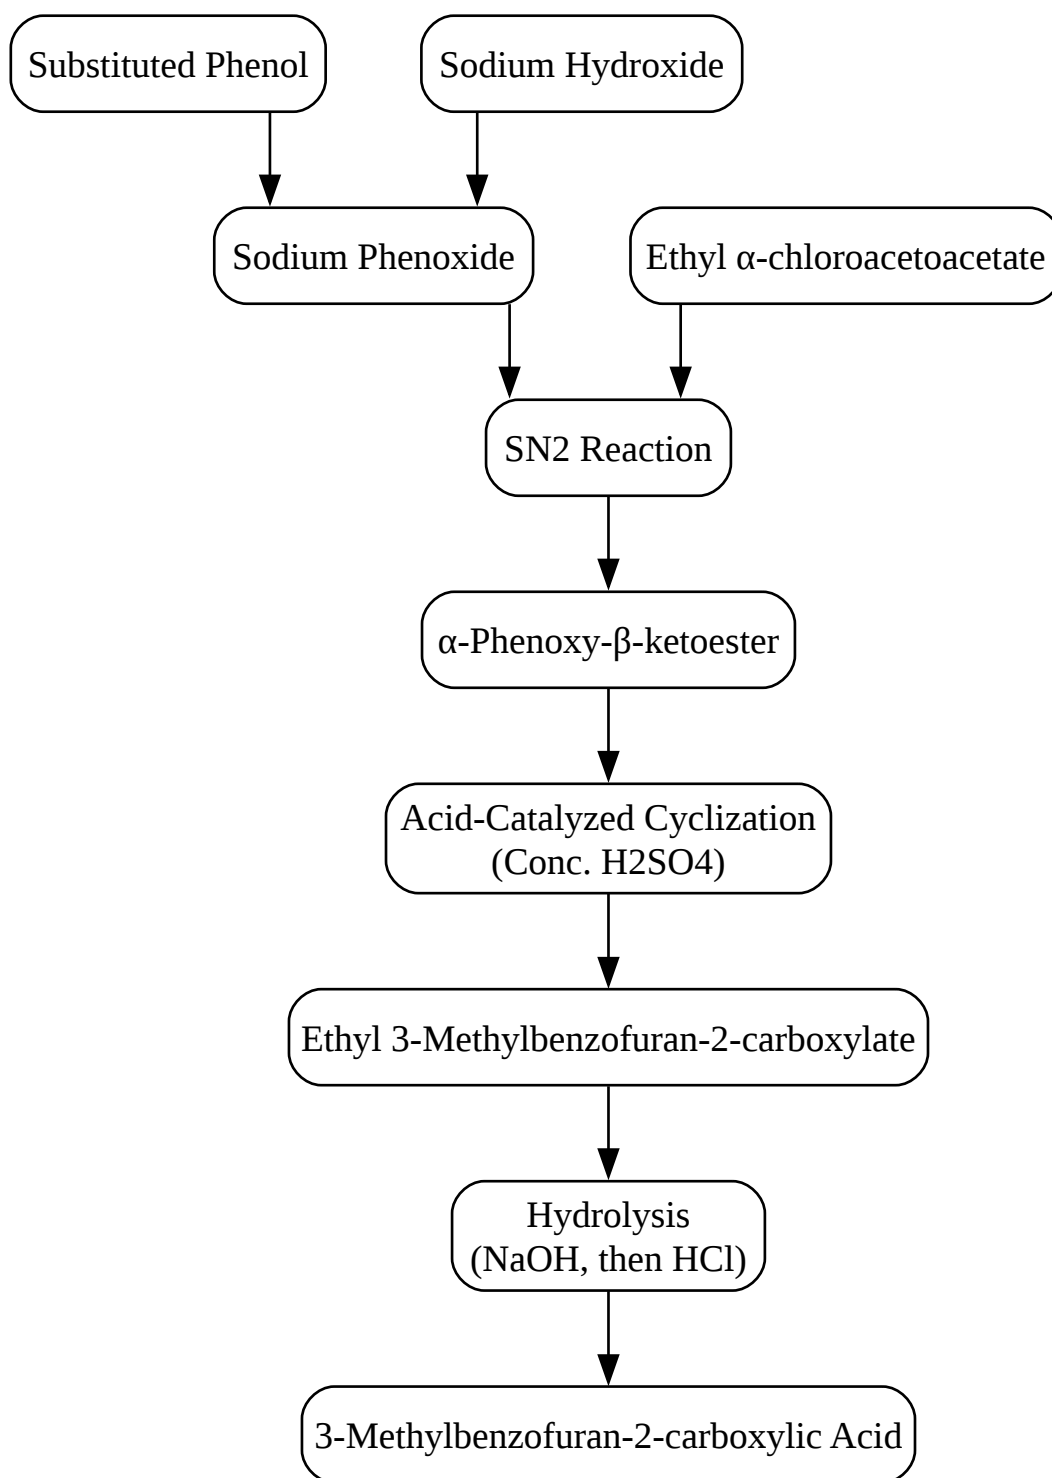 Substituted Phenol
Sodium Hydroxide
Sodium Phenoxide
Ethyl α-chloroacetoacetate
SN2 Reaction
α-Phenoxy-β-ketoester
Acid-Catalyzed Cyclization
(Conc. H2SO4)
Ethyl 3-Methylbenzofuran-2-carboxylate
Hydrolysis
(NaOH, then HCl)
3-Methylbenzofuran-2-carboxylic Acid